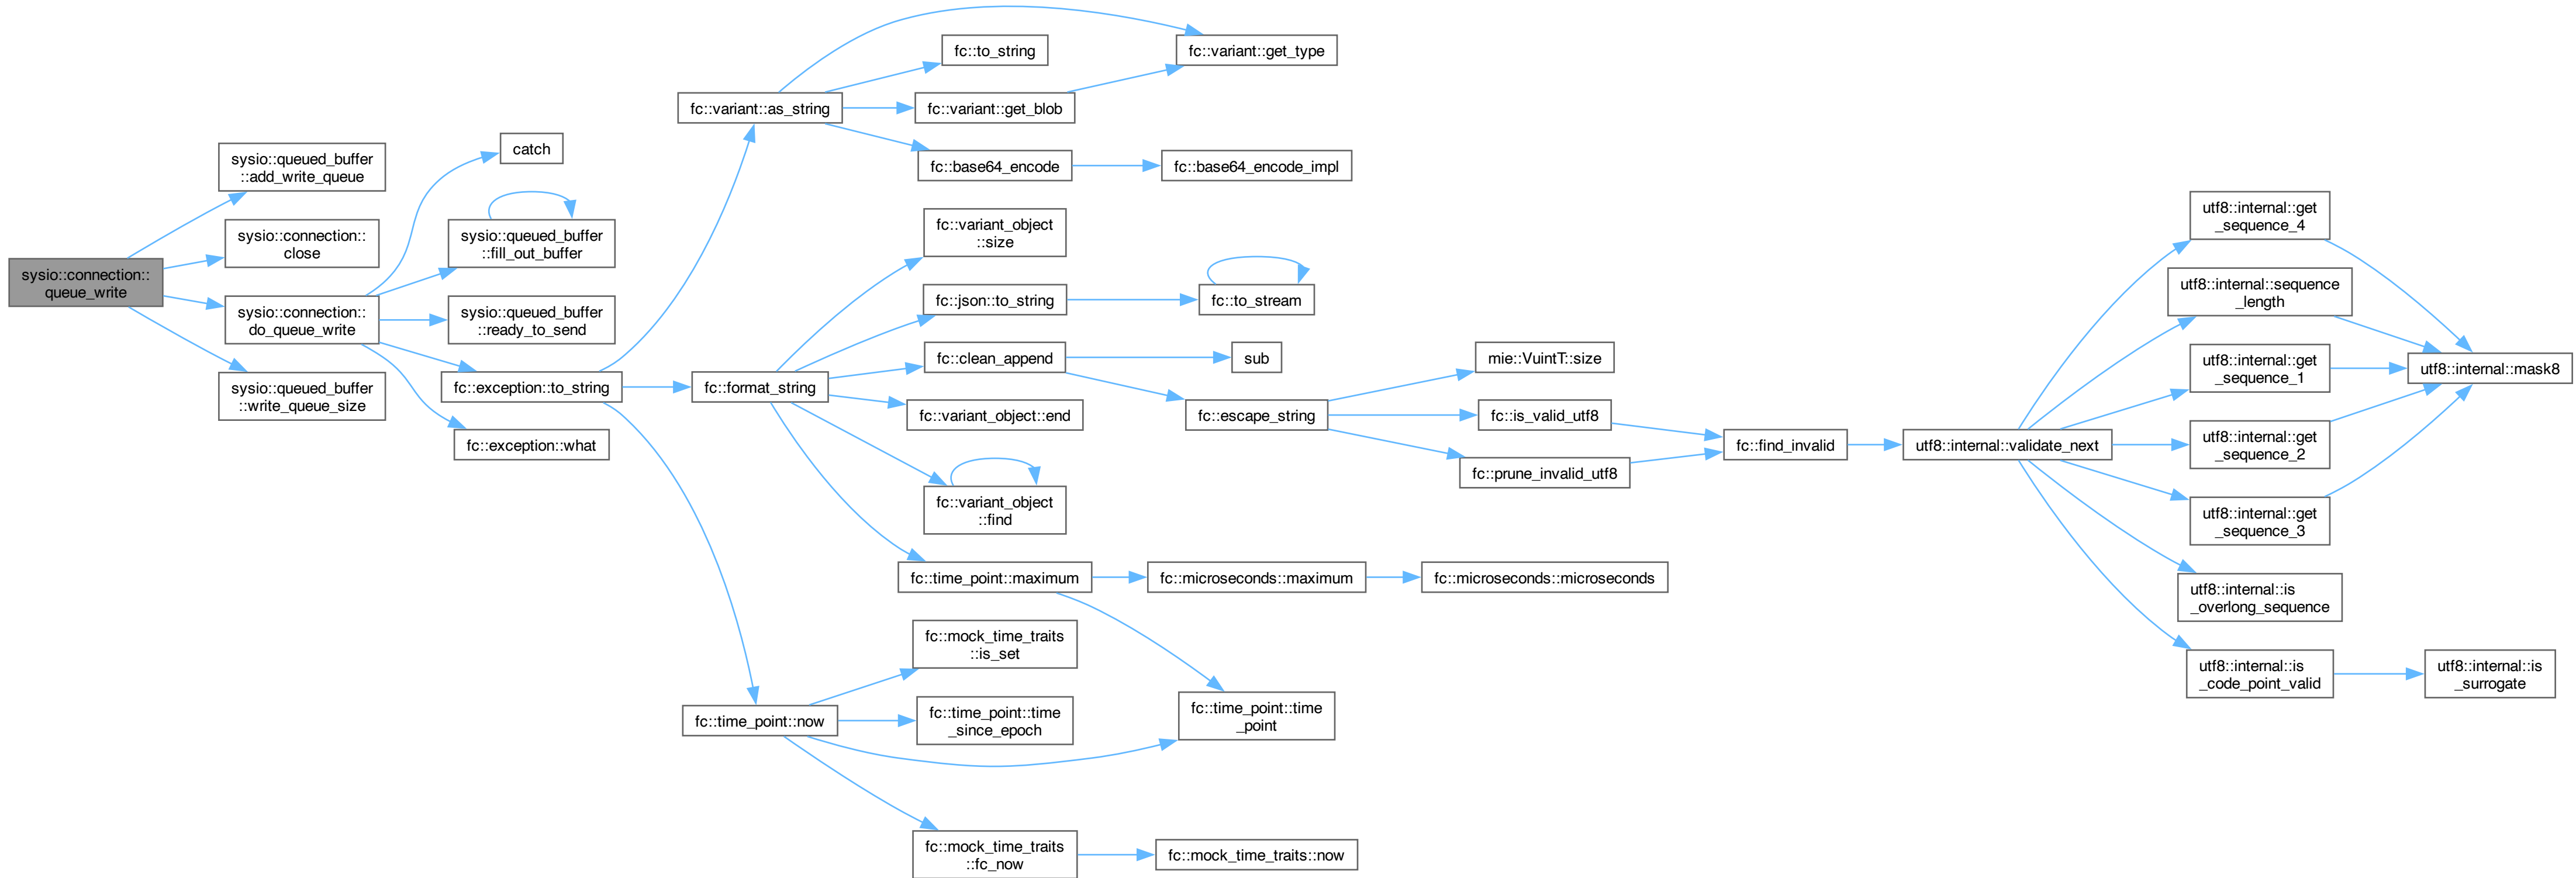 sysio::connection::
queue_write
sysio::queued_buffer
::add_write_queue
sysio::connection::
close
sysio::connection::
do_queue_write
sysio::queued_buffer
::write_queue_size
catch
sysio::queued_buffer
::fill_out_buffer
sysio::queued_buffer
::ready_to_send
fc::exception::to_string
fc::exception::what
fc::variant::as_string
fc::format_string
fc::time_point::now
fc::to_string
fc::variant::get_blob
fc::base64_encode
fc::variant_object
::size
fc::json::to_string
fc::clean_append
fc::variant_object::end
fc::variant_object
::find
fc::time_point::maximum
fc::mock_time_traits
::is_set
fc::time_point::time
_since_epoch
fc::mock_time_traits
::fc_now
fc::variant::get_type
fc::base64_encode_impl
fc::to_stream
sub
fc::escape_string
fc::microseconds::maximum
fc::time_point::time
_point
fc::mock_time_traits::now
mie::VuintT::size
fc::is_valid_utf8
fc::prune_invalid_utf8
fc::microseconds::microseconds
fc::find_invalid
utf8::internal::validate_next
utf8::internal::get
_sequence_4
utf8::internal::sequence
_length
utf8::internal::get
_sequence_1
utf8::internal::get
_sequence_2
utf8::internal::get
_sequence_3
utf8::internal::is
_overlong_sequence
utf8::internal::is
_code_point_valid
utf8::internal::mask8
utf8::internal::is
_surrogate